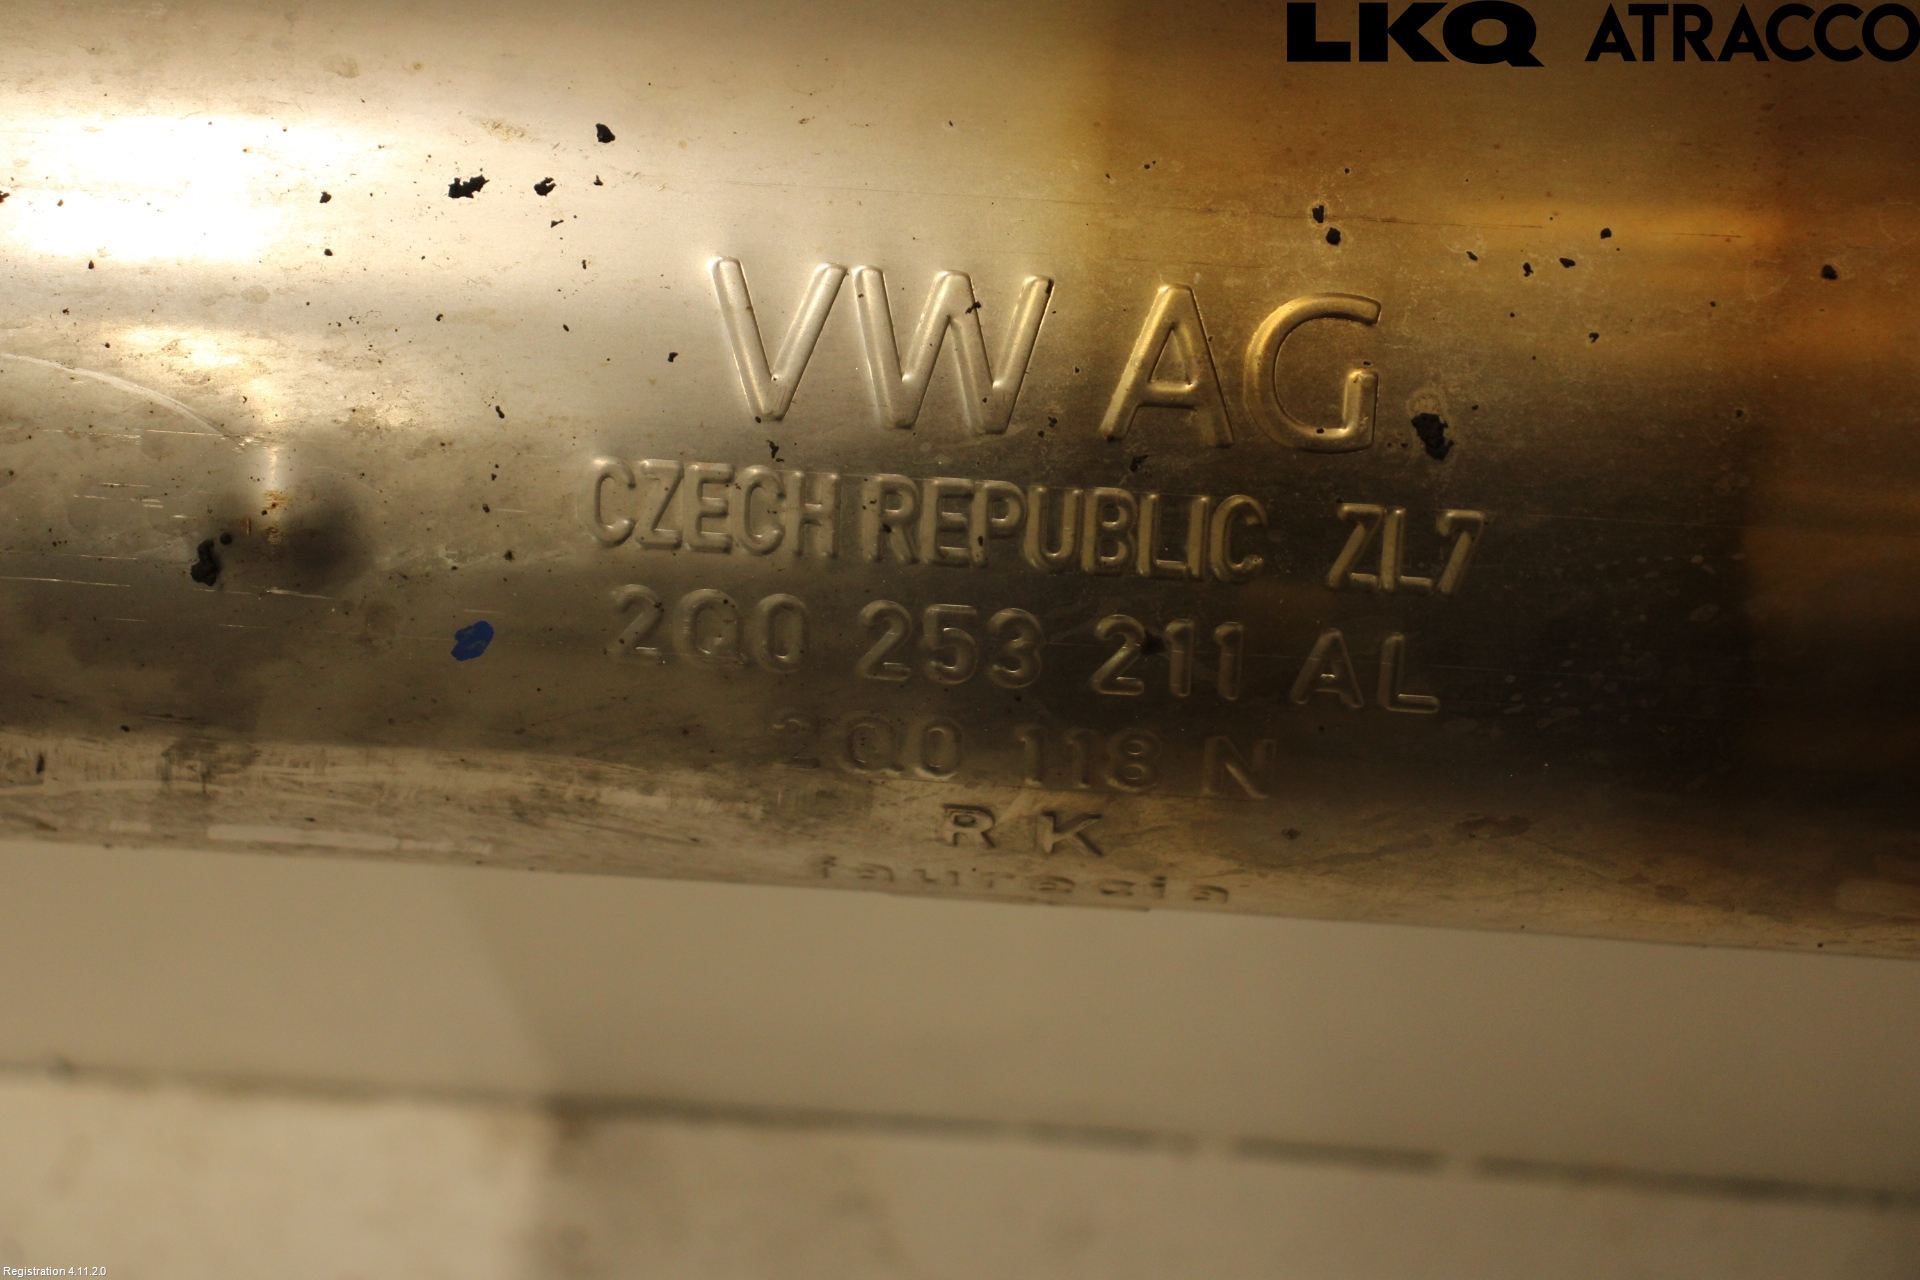 LKQ ATRACCO
VW AG
CZECH REPUBLIC ZL7
2Q0 253 211 AL
2Q0 118 N
RK
faurecia
Registration 4.11.2.0